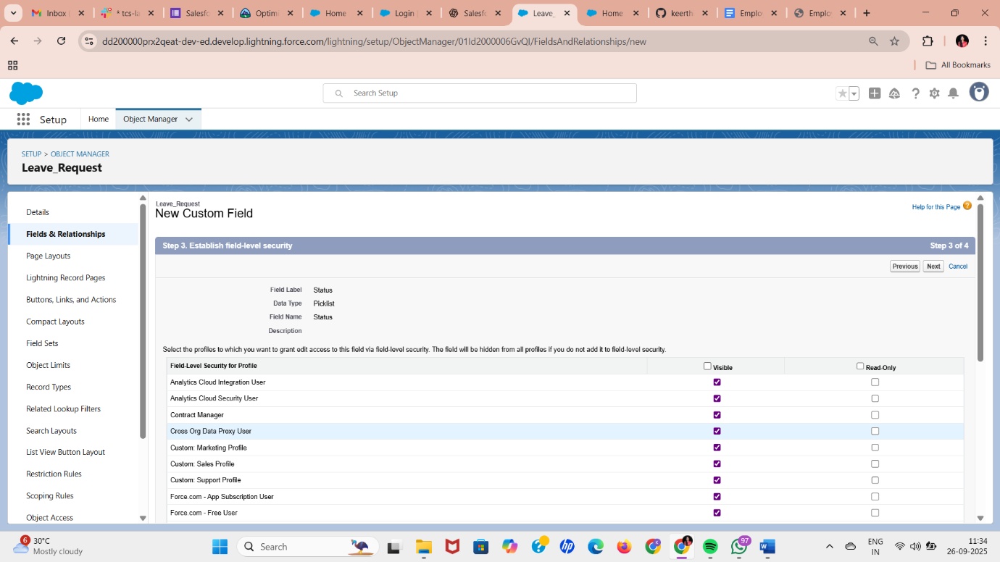 Inbox (
* tcs-la
Salesfo
Optimi
Home
Login |
Salesfo
Leave_
Home
keerth
Emplo
Emplo
dd200000prx2qeat-dev-ed.develop.lightning.force.com/lightning/setup/ObjectManager/01Id2000006GvQI/FieldsAndRelationships/new
All Bookmarks
Search Setup
Setup
Home
Object Manager
SETUP > OBJECT MANAGER
Leave_Request
Details
Fields & Relationships
Page Layouts
Lightning Record Pages
Buttons, Links, and Actions
Compact Layouts
Field Sets
Object Limits
Record Types
Related Lookup Filters
Search Layouts
List View Button Layout
Restriction Rules
Scoping Rules
Object Access
Leave_Request
New Custom Field
Help for this Page
Step 3. Establish field-level security
Step 3 of 4
Previous Next Cancel
Field Label Status
Data Type Picklist
Field Name Status
Description
Select the profiles to which you want to grant edit access to this field via field-level security. The field will be hidden from all profiles if you do not add it to field-level security.
Field-Level Security for Profile Visible Read-Only
Analytics Cloud Integration User
Analytics Cloud Security User
Contract Manager
Cross Org Data Proxy User
Custom: Marketing Profile
Custom: Sales Profile
Custom: Support Profile
Force.com - App Subscription User
Force.com - Free User
6
30°C
Mostly cloudy
Search
97
ENG
IN
11:34
26-09-2025